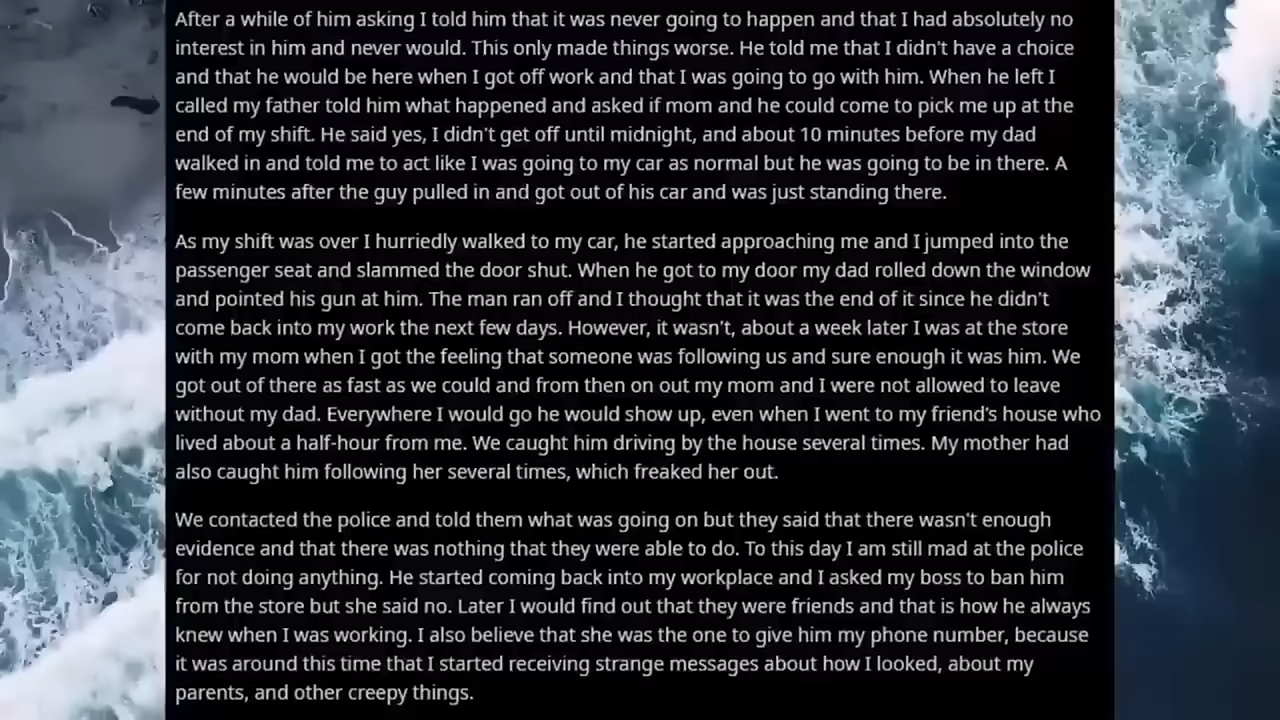 After a while of him asking I told him that it was never going to happen and that I had absolutely no
interest in him and never would. This only made things worse. He told me that I didn't have a choice
and that he would be here when I got off work and that I was going to go with him. When he left I
called my father told him what happened and asked if mom and he could come to pick me up at the
end of my shift. He said yes, I didn't get off until midnight, and about 10 minutes before my dad
walked in and told me to act like I was going to my car as normal but he was going to be in there. A
few minutes after the guy pulled in and got out of his car and was just standing there.
As my shift was over I hurriedly walked to my car, he started approaching me and I jumped into the
passenger seat and slammed the door shut. When he got to my door my dad rolled down the window
and pointed his gun at him. The man ran off and I thought that it was the end of it since he didn't
come back into my work the next few days. However, it wasn't, about a week later I was at the store
with my mom when I got the feeling that someone was following us and sure enough it was him. We
got out of there as fast as we could and from then on out my mom and I were not allowed to leave
without my dad. Everywhere I would go he would show up, even when I went to my friend's house who
lived about a half-hour from me. We caught him driving by the house several times. My mother had
also caught him following her several times, which freaked her out.
We contacted the police and told them what was going on but they said that there wasn't enough
evidence and that there was nothing that they were able to do. To this day I am still mad at the police
for not doing anything. He started coming back into my workplace and I asked my boss to ban him
from the store but she said no. Later I would find out that they were friends and that is how he always
knew when I was working. I also believe that she was the one to give him my phone number, because
it was around this time that I started receiving strange messages about how I looked, about my
parents, and other creepy things.